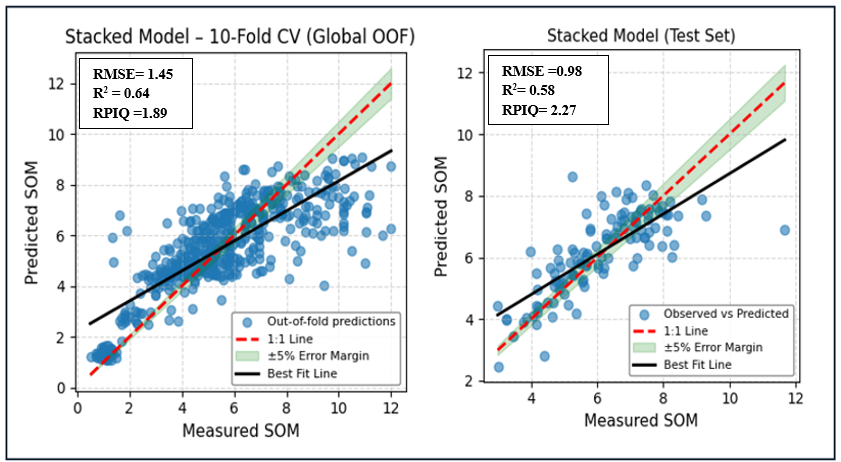 Stacked Model – 10-Fold CV (Global OOF)
RMSE= 1.45
R² = 0.64
RPIQ =1.89
Predicted SOM
12
10
8
6
4
2
0
Out-of-fold predictions
1:1 Line
±5% Error Margin
Best Fit Line
0 2 4 6 8 10 12
Measured SOM
Stacked Model (Test Set)
RMSE =0.98
R²= 0.58
RPIQ= 2.27
Predicted SOM
12
10
8
6
4
2
Observed vs Predicted
1:1 Line
±5% Error Margin
Best Fit Line
4 6 8 10 12
Measured SOM